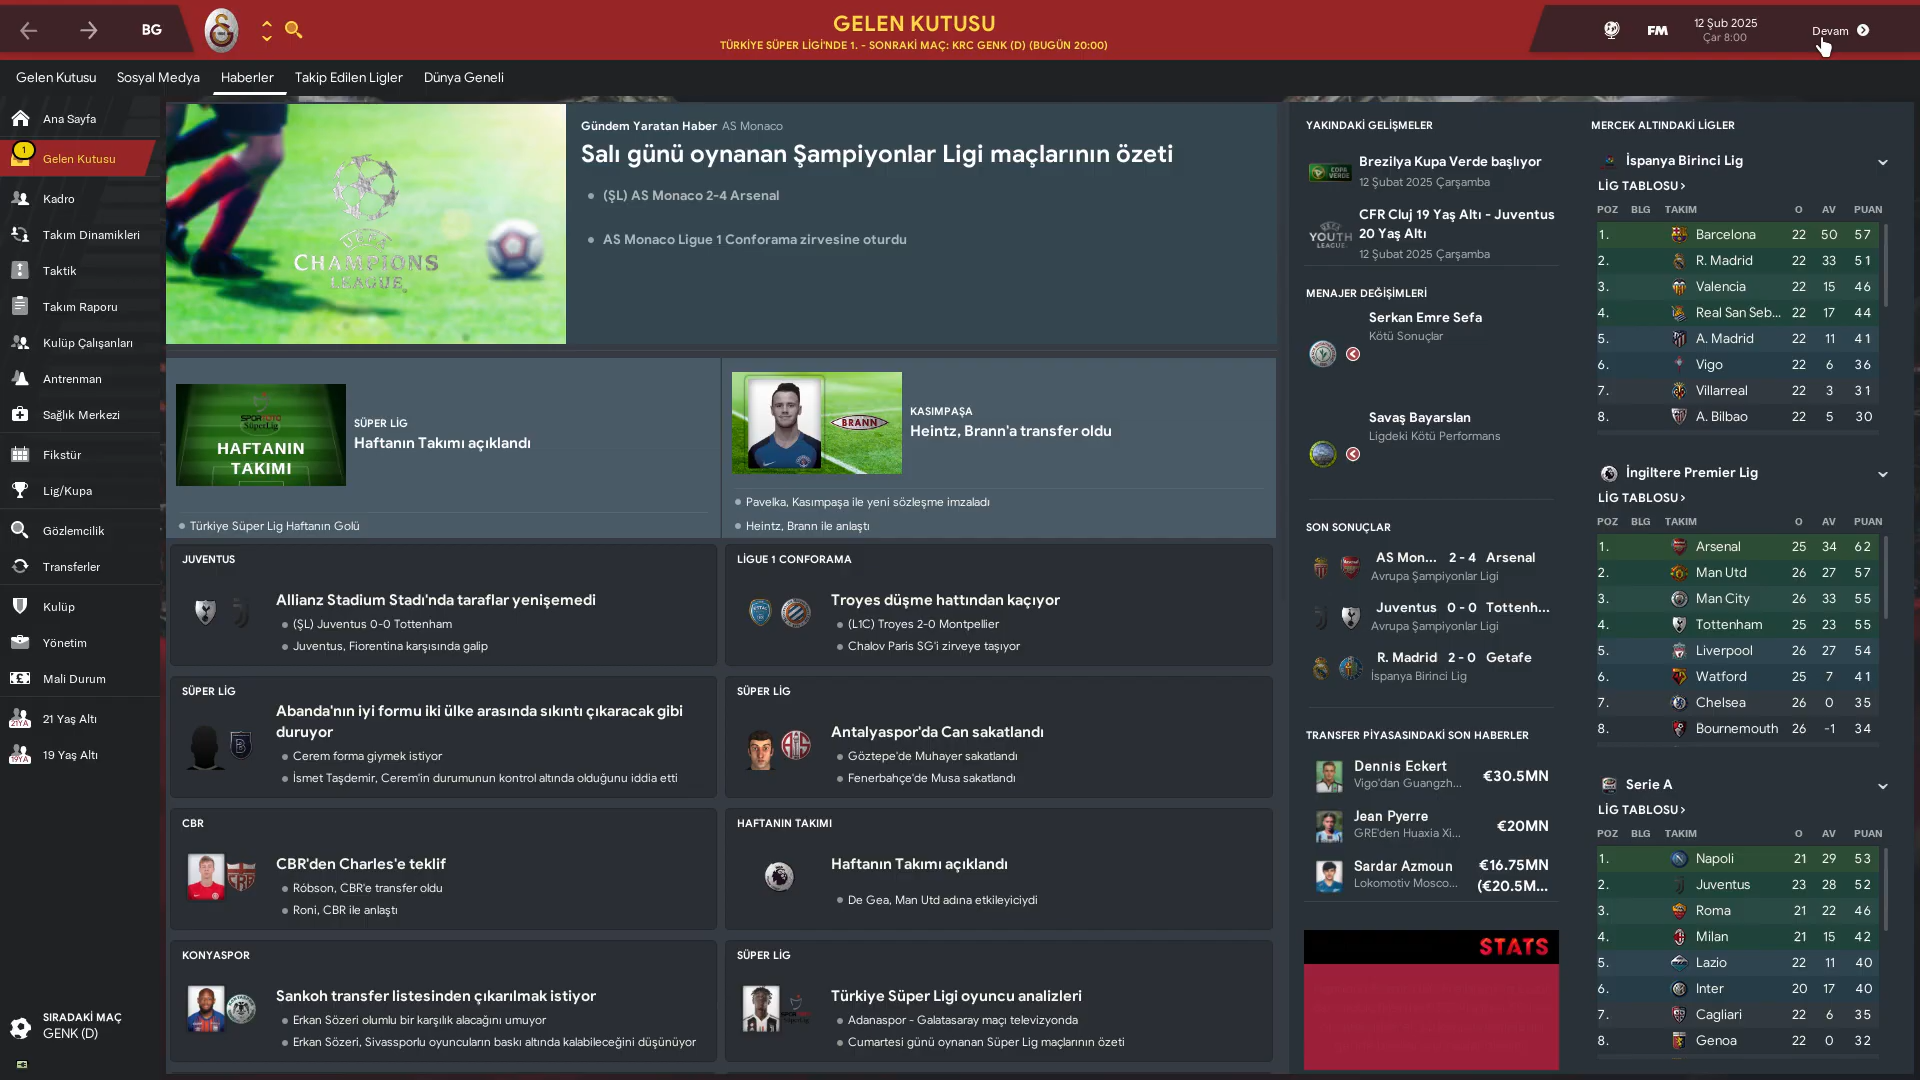 BG
GELEN KUTUSU
TÜRKİYE SÜPER LİGİ'NDE 1. - SONRAKİ MAÇ: KRC GENK (D) (BUGÜN 20:00)
FM
12 Şub 2025
Çar 8:00
Devam
Gelen Kutusu
Sosyal Medya
Haberler
Takip Edilen Ligler
Dünya Geneli
Ana Sayfa
1
Gelen Kutusu
Kadro
Takım Dinamikleri
Taktik
Takım Raporu
Kulüp Çalışanları
Antrenman
Sağlık Merkezi
Fikstür
Lig/Kupa
Gözlemcilik
Transferler
Kulüp
Yönetim
Mali Durum
21YA
21 Yaş Altı
19YA
19 Yaş Altı
SIRADAKİ MAÇ
GENK (D)
UEFA
CHAMPIONS
LEAGUE
Gündem Yaratan Haber AS Monaco
Salı günü oynanan Şampiyonlar Ligi maçlarının özeti
(ŞL) AS Monaco 2-4 Arsenal
AS Monaco Ligue 1 Conforama zirvesine oturdu
SPOR TOTO
SüperLig
HAFTANIN
TAKIMI
SÜPER LİG
Haftanın Takımı açıklandı
Türkiye Süper Lig Haftanın Golü
BRANN
KASIMPAŞA
Heintz, Brann'a transfer oldu
Pavelka, Kasımpaşa ile yeni sözleşme imzaladı
Heintz, Brann ile anlaştı
JUVENTUS
Allianz Stadium Stadı'nda taraflar yenişemedi
(ŞL) Juventus 0-0 Tottenham
Juventus, Fiorentina karşısında galip
LİGUE 1 CONFORAMA
Troyes düşme hattından kaçıyor
(L1C) Troyes 2-0 Montpellier
Chalov Paris SG'i zirveye taşıyor
SÜPER LİG
Abanda'nın iyi formu iki ülke arasında sıkıntı çıkaracak gibi
duruyor
Cerem forma giymek istiyor
İsmet Taşdemir, Cerem'in durumunun kontrol altında olduğunu iddia etti
SÜPER LİG
Antalyaspor'da Can sakatlandı
Göztepe'de Muhayer sakatlandı
Fenerbahçe'de Musa sakatlandı
CBR
CBR'den Charles'e teklif
Róbson, CBR'e transfer oldu
Roni, CBR ile anlaştı
HAFTANIN TAKIMI
Haftanın Takımı açıklandı
De Gea, Man Utd adına etkileyiciydi
KONYASPOR
Sankoh transfer listesinden çıkarılmak istiyor
Erkan Sözeri olumlu bir karşılık alacağını umuyor
Erkan Sözeri, Sivassporlu oyuncuların baskı altında kalabileceğini düşünüyor
SÜPER LİG
Türkiye Süper Ligi oyuncu analizleri
Adanaspor - Galatasaray maçı televizyonda
Cumartesi günü oynanan Süper Lig maçlarının özeti
YAKINDAKİ GELİŞMELER
COPA
VERDE
Brezilya Kupa Verde başlıyor
12 Şubat 2025 Çarşamba
UEFA
YOUTH
LEAGUE
CFR Cluj 19 Yaş Altı - Juventus
20 Yaş Altı
12 Şubat 2025 Çarşamba
MENAJER DEĞİŞİMLERİ
Serkan Emre Sefa
Kötü Sonuçlar
Savaş Bayarslan
Ligdeki Kötü Performans
SON SONUÇLAR
AS Mon... 2 - 4 Arsenal
Avrupa Şampiyonlar Ligi
Juventus 0 - 0 Tottenh...
Avrupa Şampiyonlar Ligi
R. Madrid 2 - 0 Getafe
İspanya Birinci Lig
TRANSFER PİYASASINDAKİ SON HABERLER
Dennis Eckert
Vigo'dan Guangzh...
€30.5MN
Jean Pyerre
GRE'den Huaxia Xi...
€20MN
Sardar Azmoun
Lokomotiv Mosco...
€16.75MN
(€20.5M...
STATS
MERCEK ALTINDAKİ LİGLER
İspanya Birinci Lig
LİG TABLOSU >
POZ BLG TAKIM O AV PUAN
1. Barcelona 22 50 57
2. R. Madrid 22 33 51
3. Valencia 22 15 46
4. Real San Seb... 22 17 44
5. A. Madrid 22 11 41
6. Vigo 22 6 36
7. Villarreal 22 3 31
8. A. Bilbao 22 5 30
İngiltere Premier Lig
LİG TABLOSU >
POZ BLG TAKIM O AV PUAN
1. Arsenal 25 34 62
2. Man Utd 26 27 57
3. Man City 26 33 55
4. Tottenham 25 23 55
5. Liverpool 26 27 54
6. Watford 25 7 41
7. Chelsea 26 0 35
8. Bournemouth 26 -1 34
Serie A
LİG TABLOSU >
POZ BLG TAKIM O AV PUAN
1. Napoli 21 29 53
2. Juventus 23 28 52
3. Roma 21 22 46
4. Milan 21 15 42
5. Lazio 22 11 40
6. Inter 20 17 40
7. Cagliari 22 6 35
8. Genoa 22 0 32